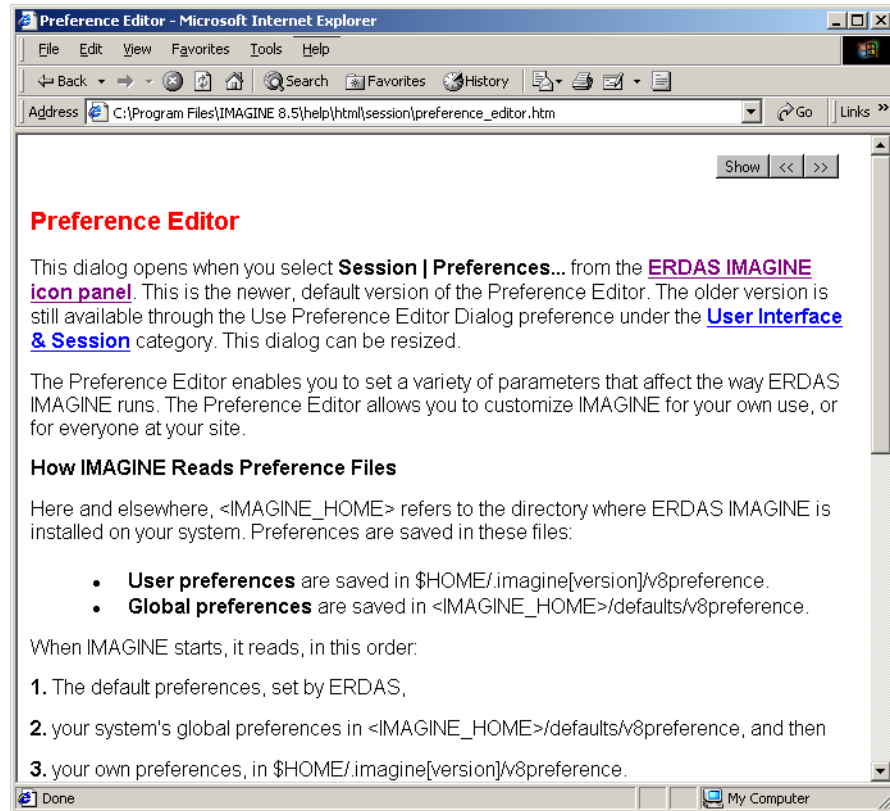 Preference Editor - Microsoft Internet Explorer
File Edit View Favorites Tools Help
Back Search Favorites History
Address C:\Program Files\IMAGINE 8.5\help\html\session\preference_editor.htm Go Links »
Show << >>
Preference Editor
This dialog opens when you select Session | Preferences... from the ERDAS IMAGINE
icon panel. This is the newer, default version of the Preference Editor. The older version is
still available through the Use Preference Editor Dialog preference under the User Interface
& Session category. This dialog can be resized.
The Preference Editor enables you to set a variety of parameters that affect the way ERDAS
IMAGINE runs. The Preference Editor allows you to customize IMAGINE for your own use, or
for everyone at your site.
How IMAGINE Reads Preference Files
Here and elsewhere, <IMAGINE_HOME> refers to the directory where ERDAS IMAGINE is
installed on your system. Preferences are saved in these files:
• User preferences are saved in $HOME/.imagine[version]/v8preference.
• Global preferences are saved in <IMAGINE_HOME>/defaults/v8preference.
When IMAGINE starts, it reads, in this order:
1. The default preferences, set by ERDAS,
2. your system's global preferences in <IMAGINE_HOME>/defaults/v8preference, and then
3. your own preferences, in $HOME/.imagine[version]/v8preference.
Done My Computer